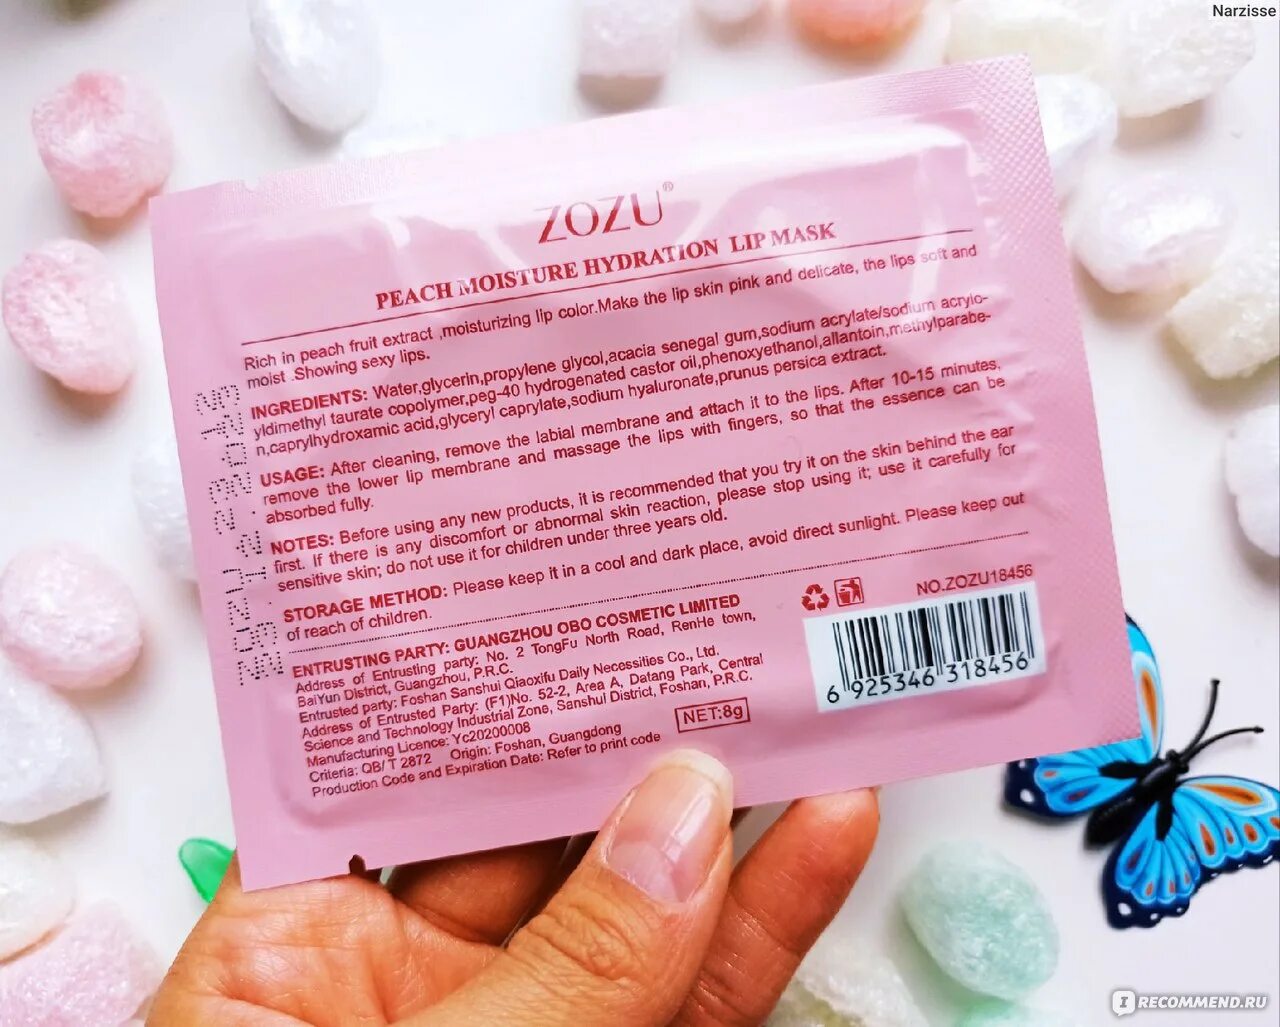 Narzisse
ZOZU®
PEACH MOISTURE HYDRATION LIP MASK
Rich in peach fruit extract ,moisturizing lip color.Make the lip skin pink and delicate, the lips soft and
moist .Showing sexy lips.
INGREDIENTS: Water,glycerin,propylene glycol,acacia senegal gum,sodium acrylate/sodium acrylo-
yldimethyl taurate copolymer,peg-40 hydrogenated castor oil,phenoxyethanol,allantoin,methylparabe-
n,caprylhydroxamic acid,glyceryl caprylate,sodium hyaluronate,prunus persica extract.
USAGE: After cleaning, remove the labial membrane and attach it to the lips. After 10-15 minutes,
remove the lower lip membrane and massage the lips with fingers, so that the essence can be
absorbed fully.
NOTES: Before using any new products, it is recommended that you try it on the skin behind the ear
first. If there is any discomfort or abnormal skin reaction, please stop using it; use it carefully for
sensitive skin; do not use it for children under three years old.
STORAGE METHOD: Please keep it in a cool and dark place, avoid direct sunlight. Please keep out
of reach of children.
ENTRUSTING PARTY: GUANGZHOU OBO COSMETIC LIMITED
Address of Entrusting party: No. 2 TongFu North Road, RenHe town,
BaiYun District, Guangzhou, P.R.C.
Entrusted party: Foshan Sanshui Qiaoxifu Daily Necessities Co., Ltd.
Address of Entrusted Party: (F1)No. 52-2, Area A, Datang Park, Central
Science and Technology Industrial Zone, Sanshui District, Foshan, P.R.C.
Manufacturing Licence: Yc20200008
Criteria: QB/ T 2872 Origin: Foshan, Guangdong
Production Code and Expiration Date: Refer to print code
NET:8g
NO.ZOZU18456
6 925346 318456
IRECOMMEND.RU